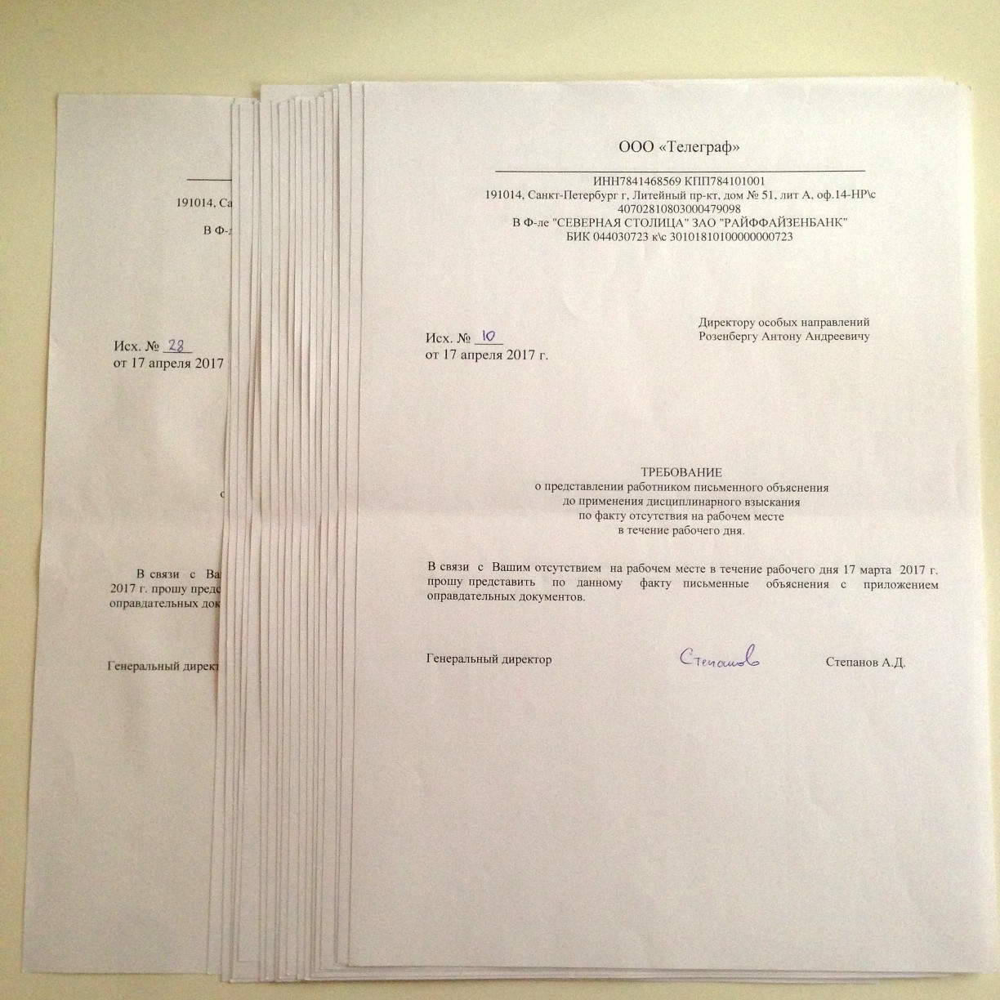 ООО «Телеграф»
ИНН7841468569 КПП784101001
191014, Санкт-Петербург г, Литейный пр-кт, дом № 51, лит А, оф.14-НР\с
40702810803000479098
В Ф-ле "СЕВЕРНАЯ СТОЛИЦА" ЗАО "РАЙФФАЙЗЕНБАНК"
БИК 044030723 к\с 30101810100000000723
Директору особых направлений
Розенбергу Антону Андреевичу
Исх. № 10
от 17 апреля 2017 г.
ТРЕБОВАНИЕ
о представлении работником письменного объяснения
до применения дисциплинарного взыскания
по факту отсутствия на рабочем месте
в течение рабочего дня.
В связи с Вашим отсутствием на рабочем месте в течение рабочего дня 17 марта 2017 г.
прошу представить по данному факту письменные объяснения с приложением
оправдательных документов.
Генеральный директор Степанов Степанов А.Д.
191014, Са
В Ф-л
Исх. № 28
от 17 апреля 2017
о
В связи с Ва
2017 г. прошу предс
оправдательных док
Генеральный директ